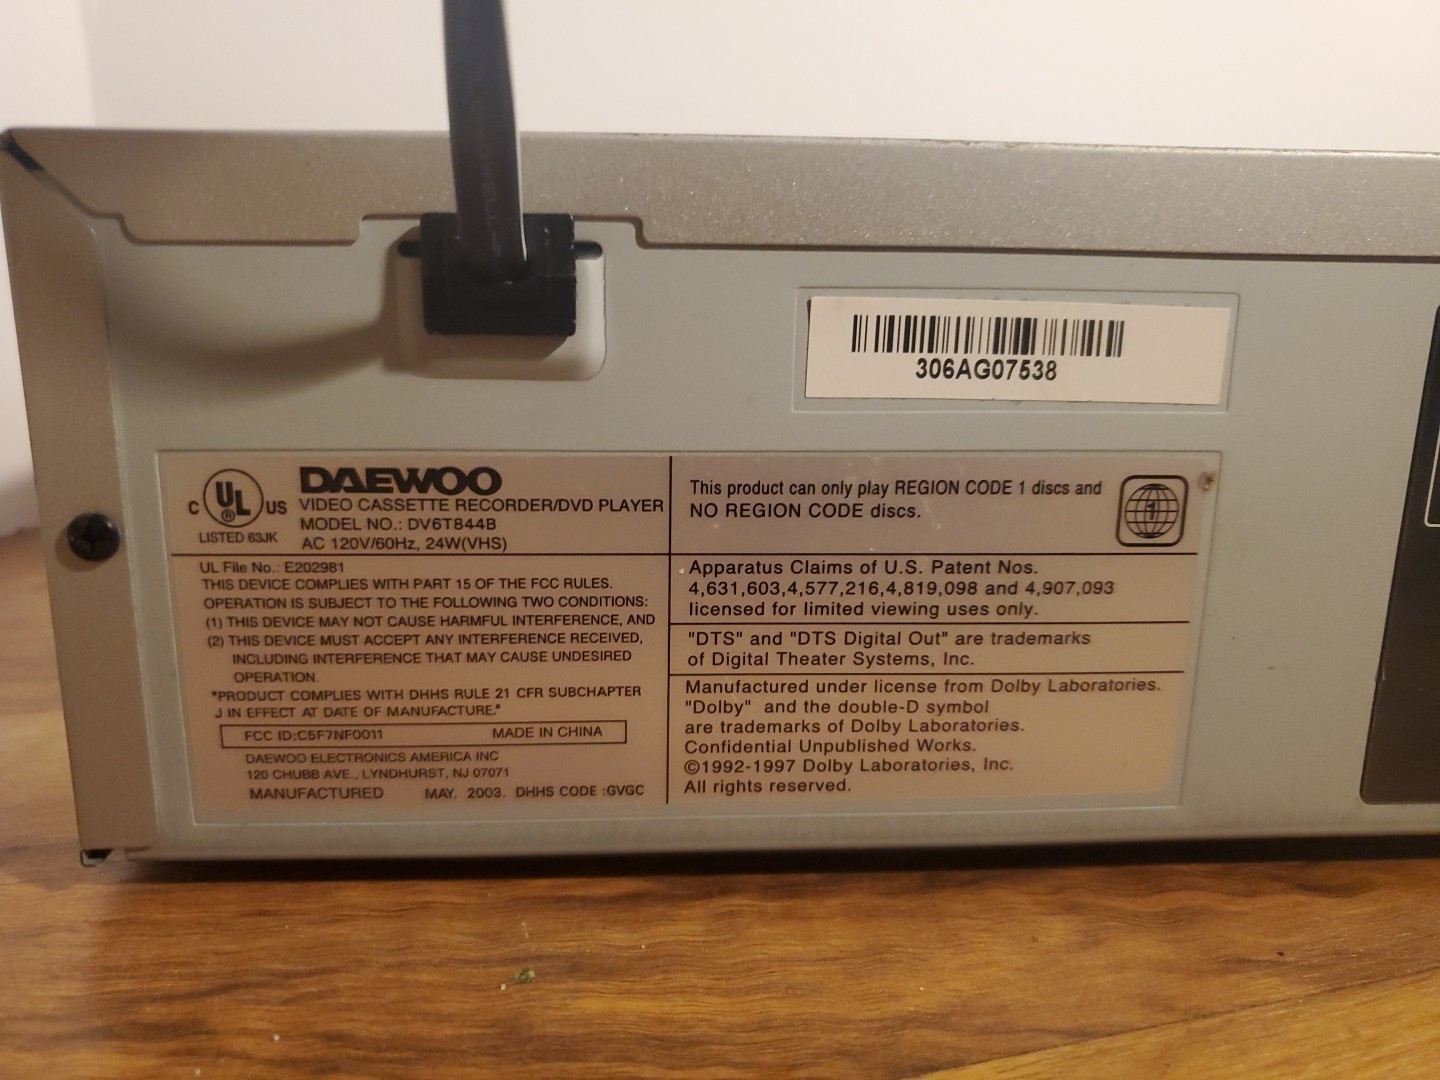 306AG07538
C UL ® US
LISTED 63JK
DAEWOO
VIDEO CASSETTE RECORDER/DVD PLAYER
MODEL NO.: DV6T844B
AC 120V/60Hz, 24W(VHS)
UL File No.: E202981
THIS DEVICE COMPLIES WITH PART 15 OF THE FCC RULES.
OPERATION IS SUBJECT TO THE FOLLOWING TWO CONDITIONS:
(1) THIS DEVICE MAY NOT CAUSE HARMFUL INTERFERENCE, AND
(2) THIS DEVICE MUST ACCEPT ANY INTERFERENCE RECEIVED,
INCLUDING INTERFERENCE THAT MAY CAUSE UNDESIRED
OPERATION.
"PRODUCT COMPLIES WITH DHHS RULE 21 CFR SUBCHAPTER
J IN EFFECT AT DATE OF MANUFACTURE."
FCC ID:C5F7NF0011 MADE IN CHINA
DAEWOO ELECTRONICS AMERICA INC
120 CHUBB AVE., LYNDHURST, NJ 07071
MANUFACTURED MAY. 2003. DHHS CODE :GVGC
This product can only play REGION CODE 1 discs and
NO REGION CODE discs.
1
Apparatus Claims of U.S. Patent Nos.
4,631,603,4,577,216,4,819,098 and 4,907,093
licensed for limited viewing uses only.
"DTS" and "DTS Digital Out" are trademarks
of Digital Theater Systems, Inc.
Manufactured under license from Dolby Laboratories.
"Dolby" and the double-D symbol
are trademarks of Dolby Laboratories.
Confidential Unpublished Works.
©1992-1997 Dolby Laboratories, Inc.
All rights reserved.